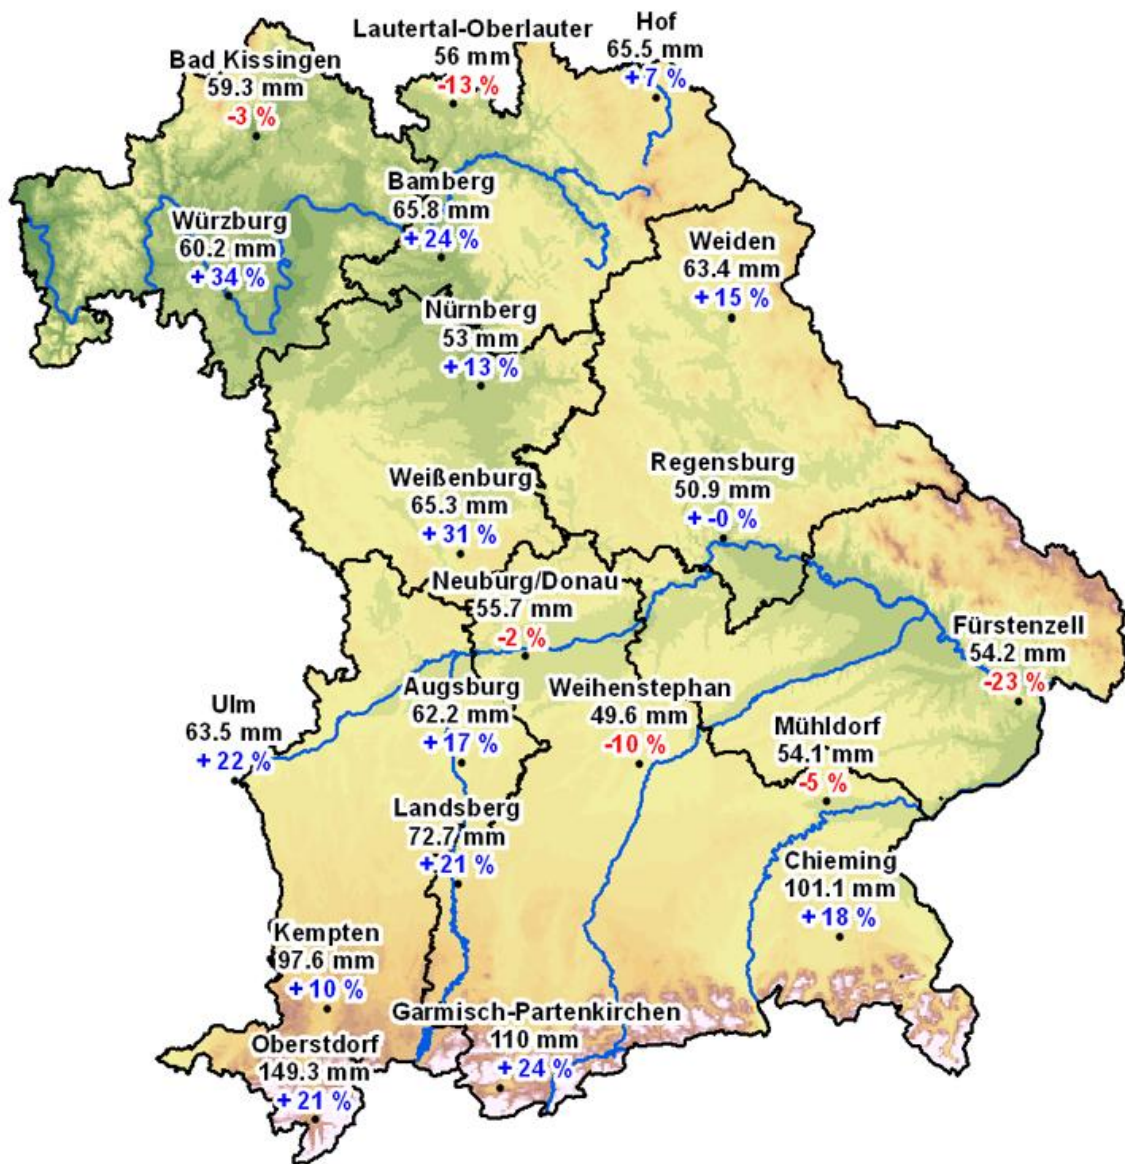 Lautertal-Oberlauter
56 mm
-13 %
Hof
65.5 mm
+7 %
Bad Kissingen
59.3 mm
-3 %
Bamberg
65.8 mm
+24 %
Würzburg
60.2 mm
+34 %
Weiden
63.4 mm
+15 %
Nürnberg
53 mm
+13 %
Weißenburg
65.3 mm
+31 %
Regensburg
50.9 mm
+-0 %
Neuburg/Donau
55.7 mm
-2 %
Fürstenzell
54.2 mm
-23 %
Ulm
63.5 mm
+22 %
Augsburg
62.2 mm
+17 %
Weihenstephan
49.6 mm
-10 %
Mühldorf
54.1 mm
-5 %
Landsberg
72.7 mm
+21 %
Chieming
101.1 mm
+18 %
Kempten
97.6 mm
+10 %
Garmisch-Partenkirchen
110 mm
+24 %
Oberstdorf
149.3 mm
+21 %